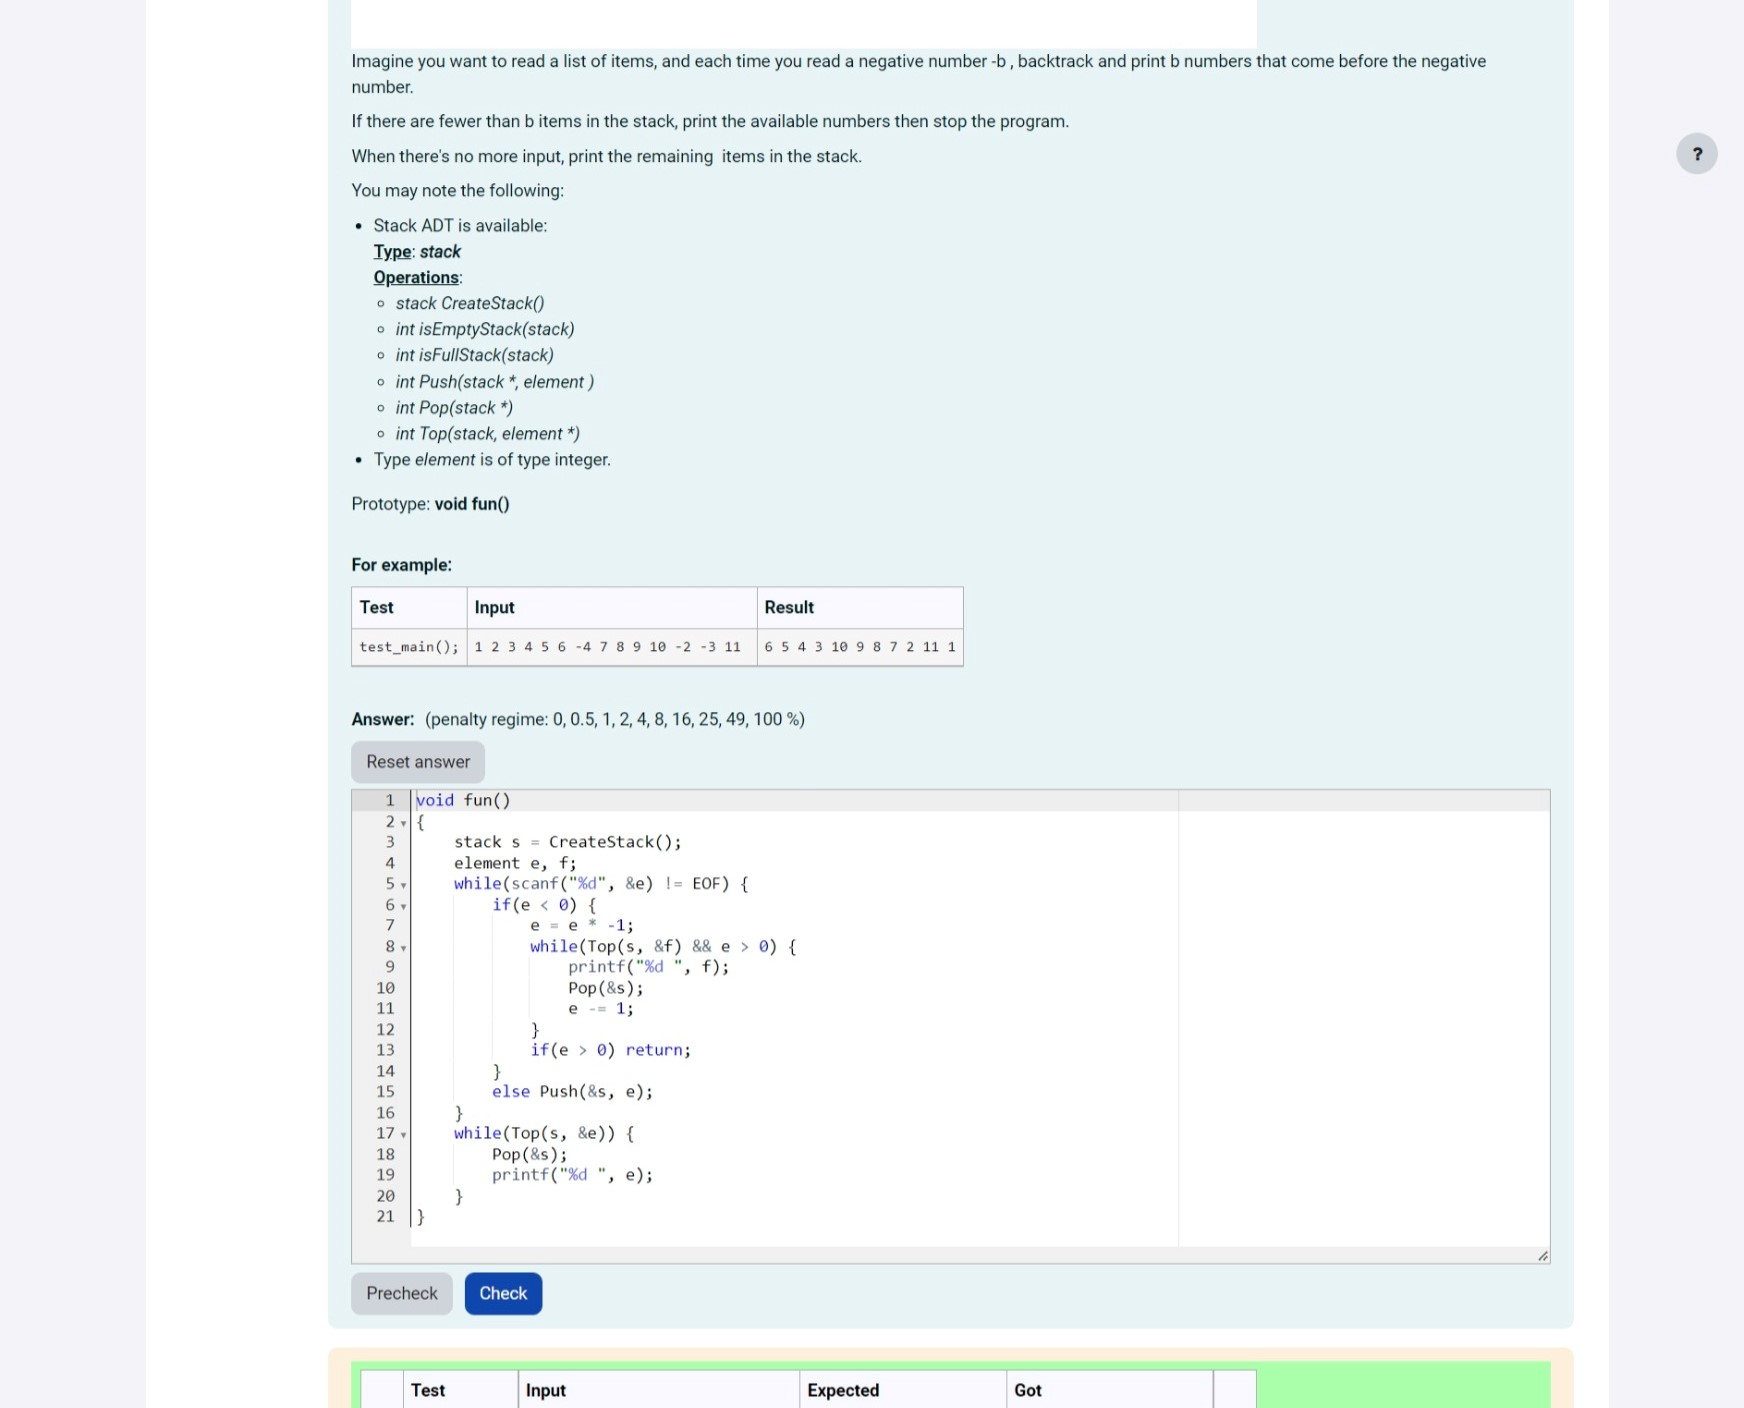 Imagine you want to read a list of items, and each time you read a negative number -b , backtrack and print b numbers that come before the negative
number.
If there are fewer than b items in the stack, print the available numbers then stop the program.
When there's no more input, print the remaining  items in the stack.
?
You may note the following:
• Stack ADT is available:
Type: stack
Operations:
○ stack CreateStack()
○ int isEmptyStack(stack)
○ int isFullStack(stack)
○ int Push(stack *, element )
○ int Pop(stack *)
○ int Top(stack, element *)
• Type element is of type integer.
Prototype: void fun()
For example:
Test Input Result
test_main(); 1 2 3 4 5 6 -4 7 8 9 10 -2 -3 11 6 5 4 3 10 9 8 7 2 11 1
Answer: (penalty regime: 0, 0.5, 1, 2, 4, 8, 16, 25, 49, 100 %)
Reset answer
1 void fun()
2 {
3     stack s = CreateStack();
4     element e, f;
5     while(scanf("%d", &e) != EOF) {
6         if(e < 0) {
7             e = e * -1;
8             while(Top(s, &f) && e > 0) {
9                 printf("%d ", f);
10                 Pop(&s);
11                 e -= 1;
12             }
13             if(e > 0) return;
14         }
15         else Push(&s, e);
16     }
17     while(Top(s, &e)) {
18         Pop(&s);
19         printf("%d ", e);
20     }
21 }
Precheck Check
Test Input Expected Got